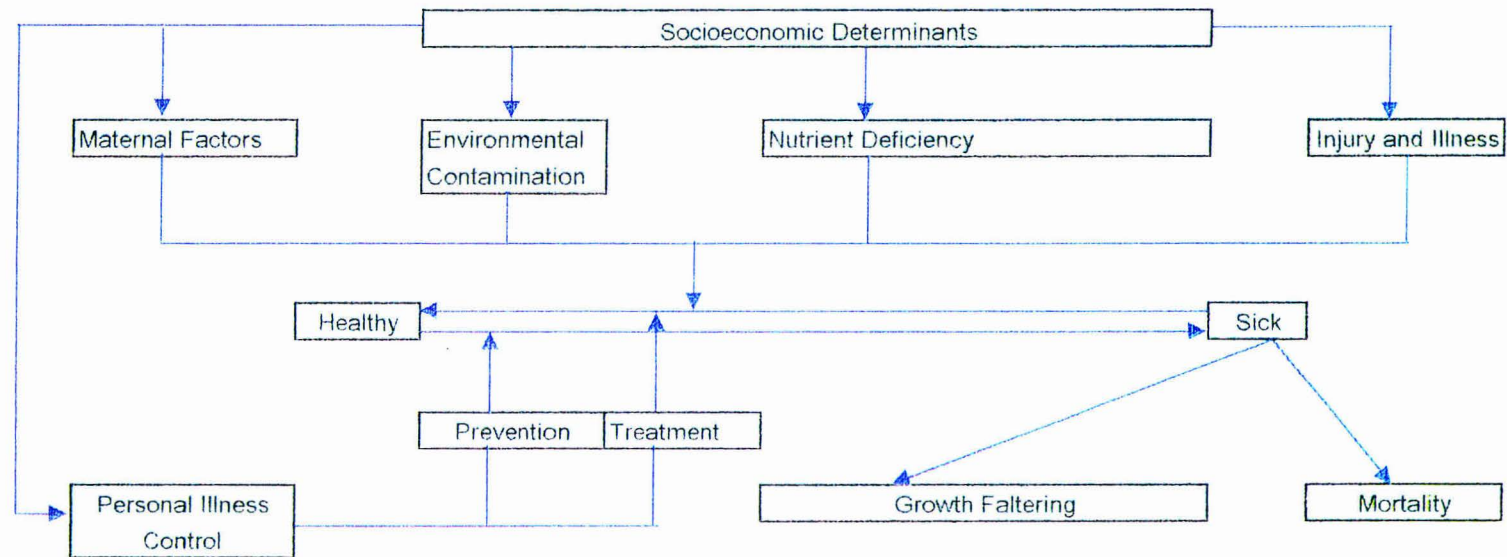 Socioeconomic Determinants
Maternal Factors
Environmental
Contamination
Nutrient Deficiency
Injury and Illness
Healthy
Sick
Prevention
Treatment
Personal Illness
Control
Growth Faltering
Mortality